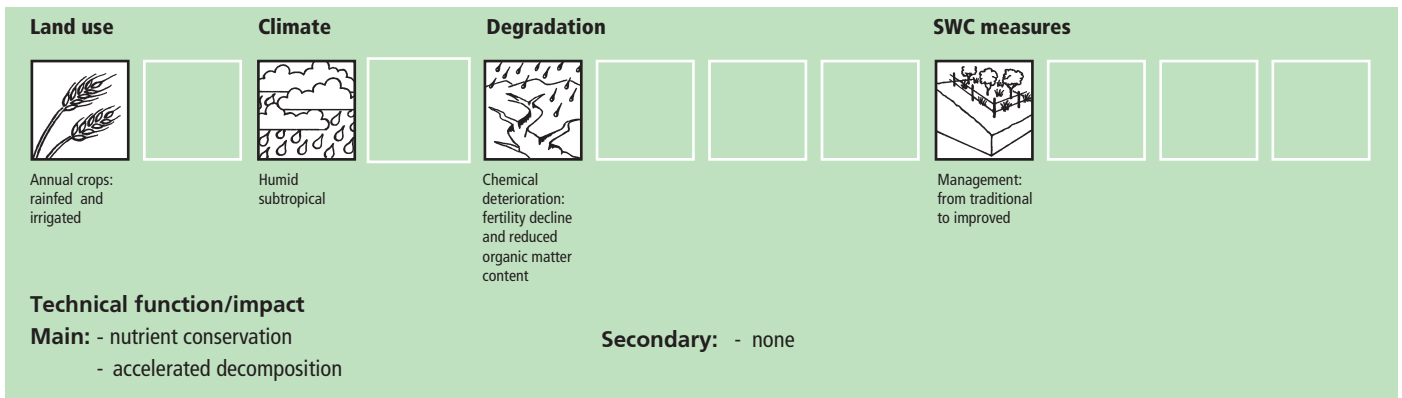 Land use
Climate
Degradation
SWC measures
Annual crops:
rainfed and
irrigated
Humid
subtropical
Chemical
deterioration:
fertility decline
and reduced
organic matter
content
Management:
from traditional
to improved
Technical function/impact
Main: - nutrient conservation
- accelerated decomposition
Secondary: - none